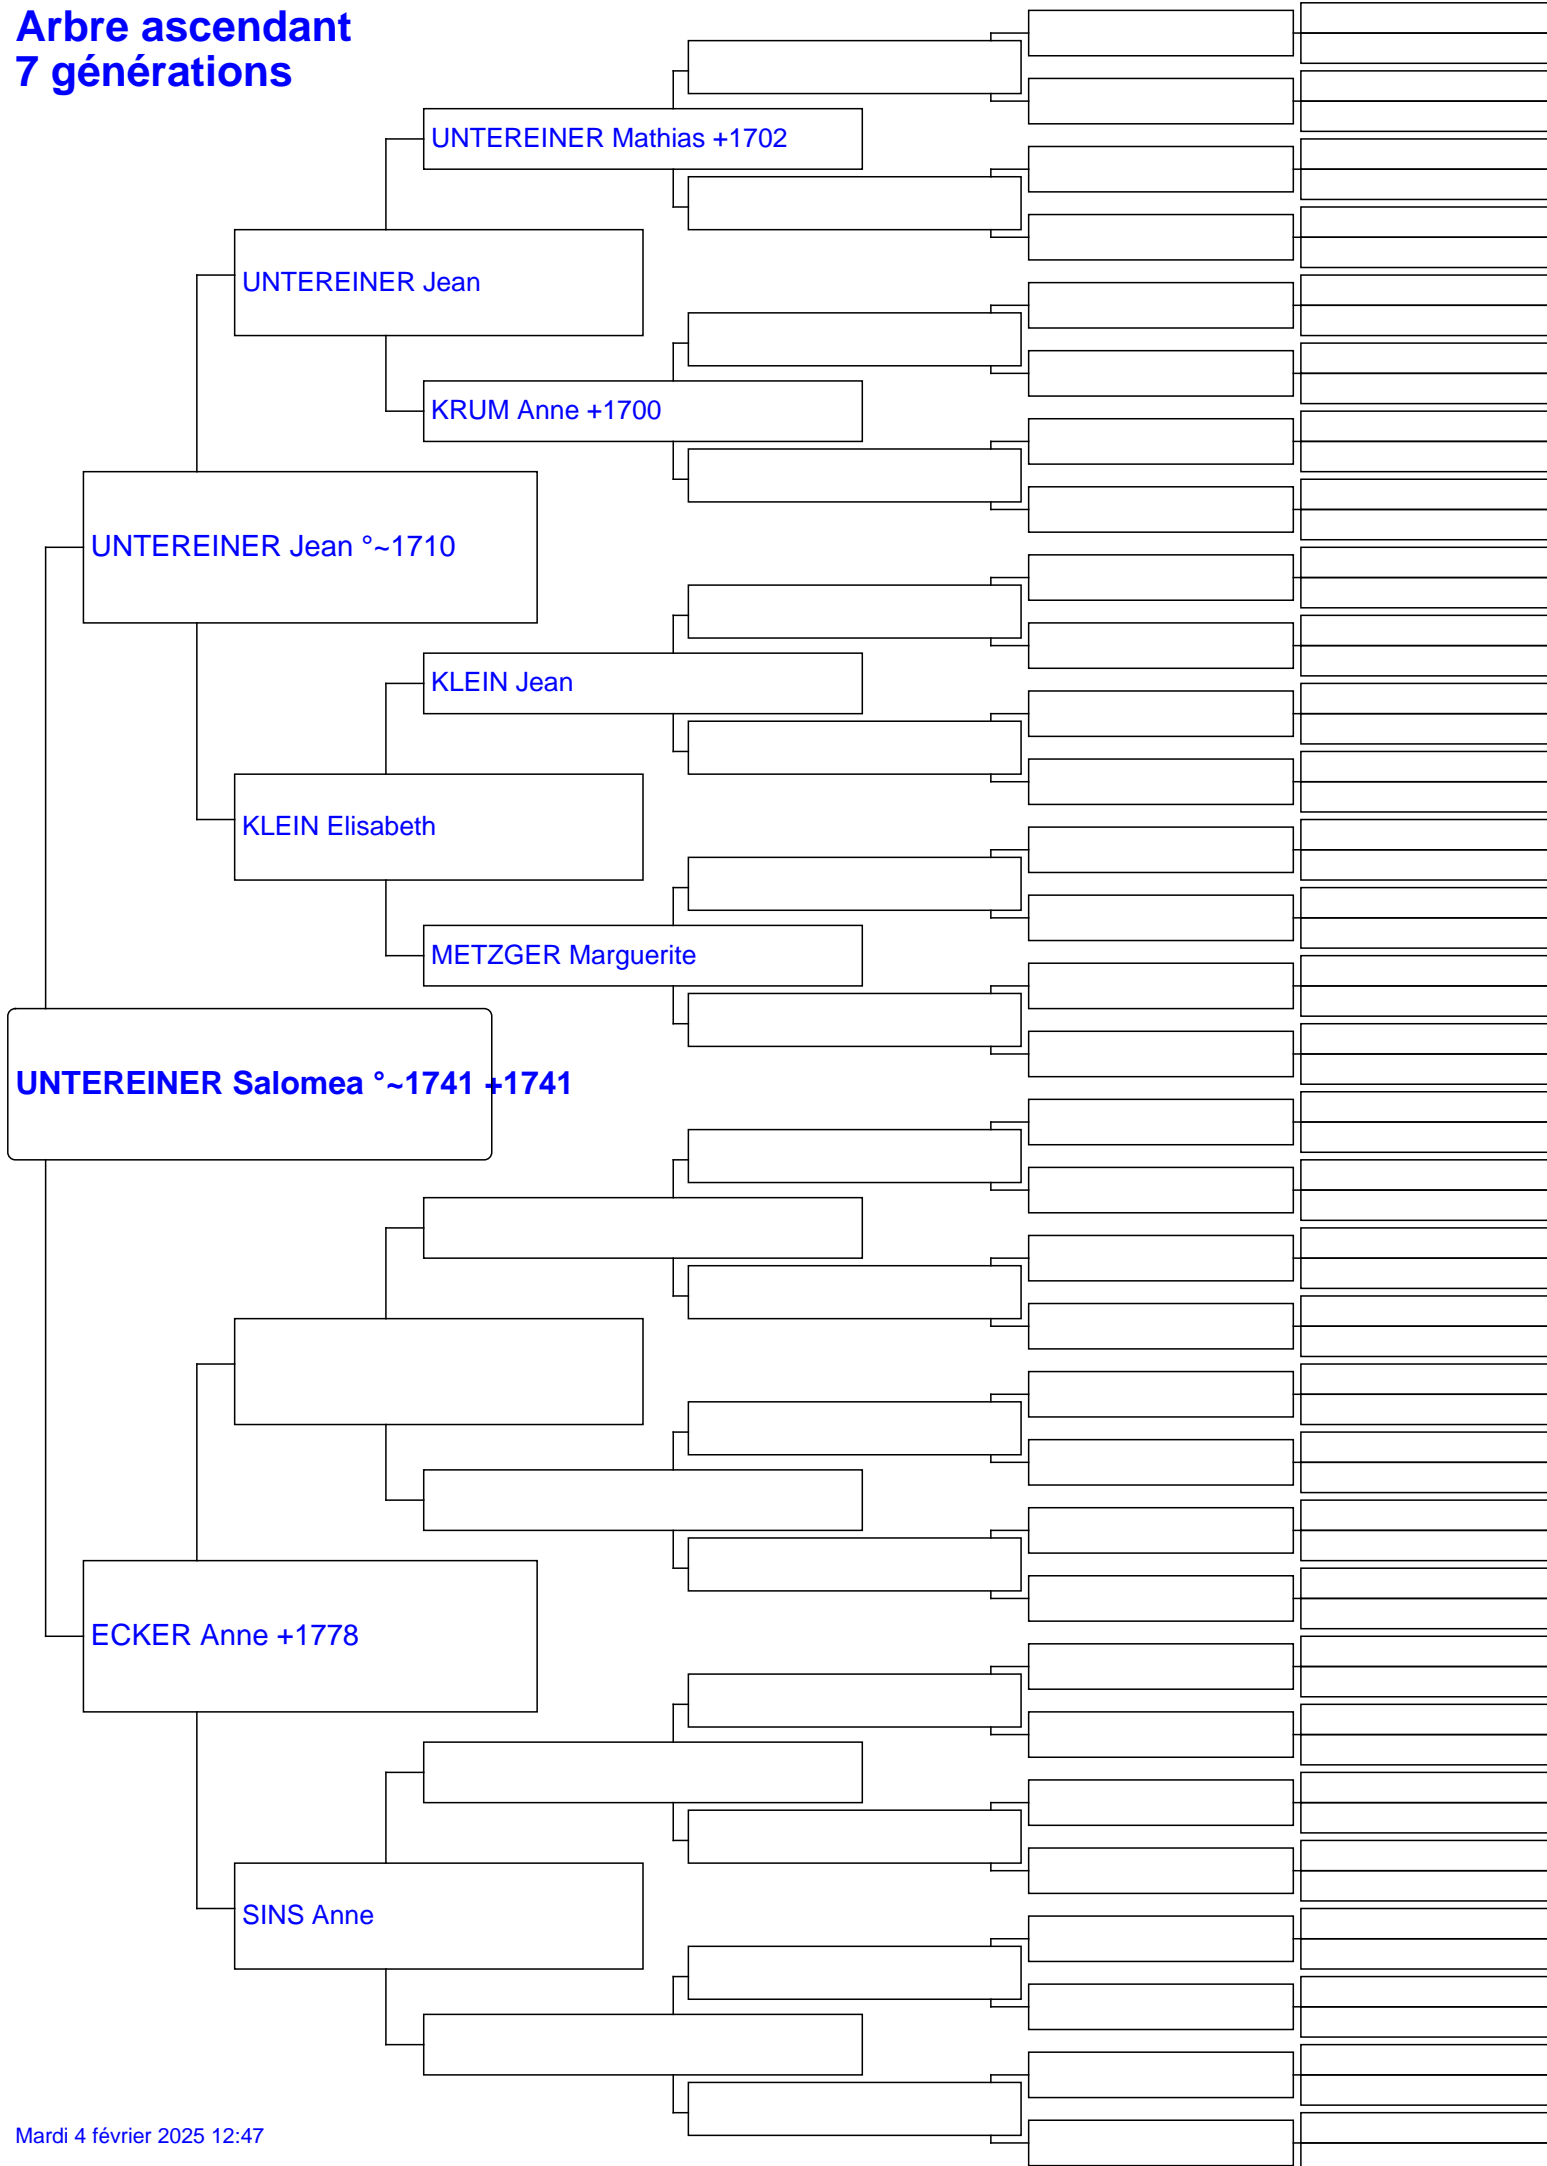 Arbre ascendant
7 générations
UNTEREINER Mathias +1702
UNTEREINER Jean
KRUM Anne +1700
UNTEREINER Jean °~1710
KLEIN Jean
KLEIN Elisabeth
METZGER Marguerite
UNTEREINER Salomea °~1741 +1741
ECKER Anne +1778
SINS Anne
Mardi 4 février 2025 12:47